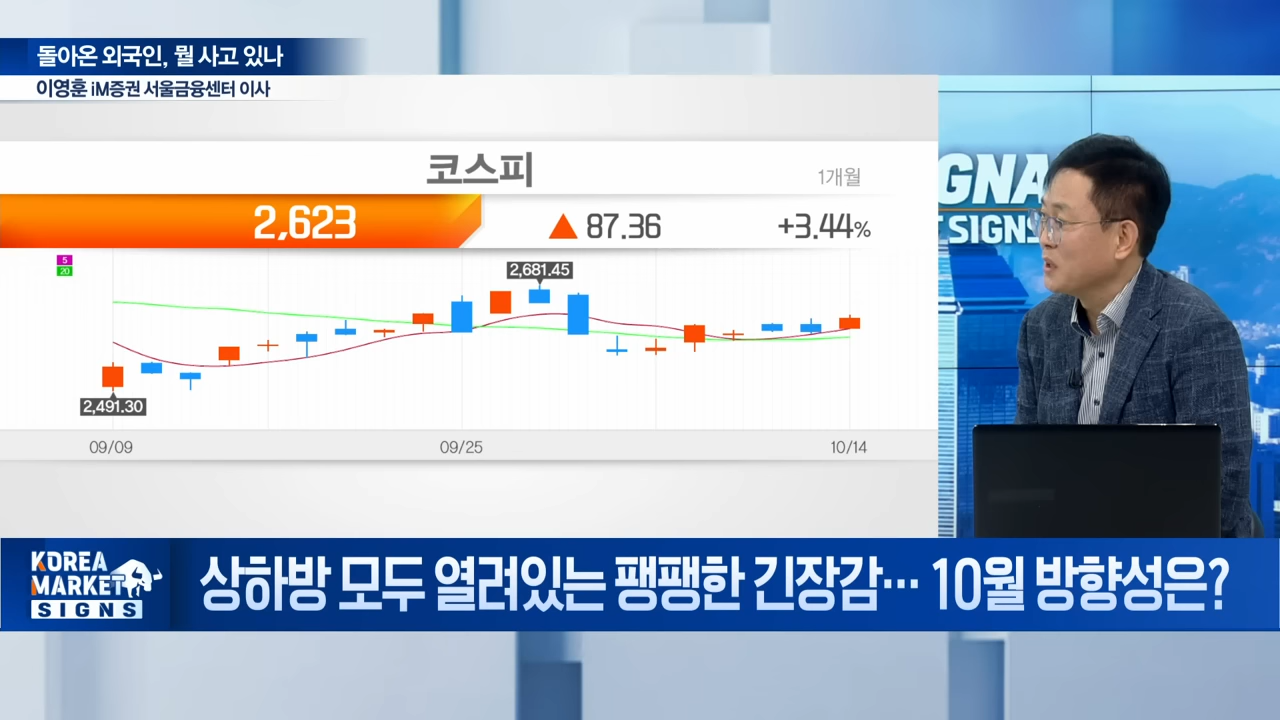 돌아온 외국인, 뭘 사고 있나
이영훈 iM증권 서울금융센터 이사
코스피
1개월
2,623
▲ 87.36
+3.44%
5
20
2,681.45
2,491.30
09/09
09/25
10/14
GNA
SIGNS
KOREA
MARKET
SIGNS
상하방 모두 열려있는 팽팽한 긴장감… 10월 방향성은?